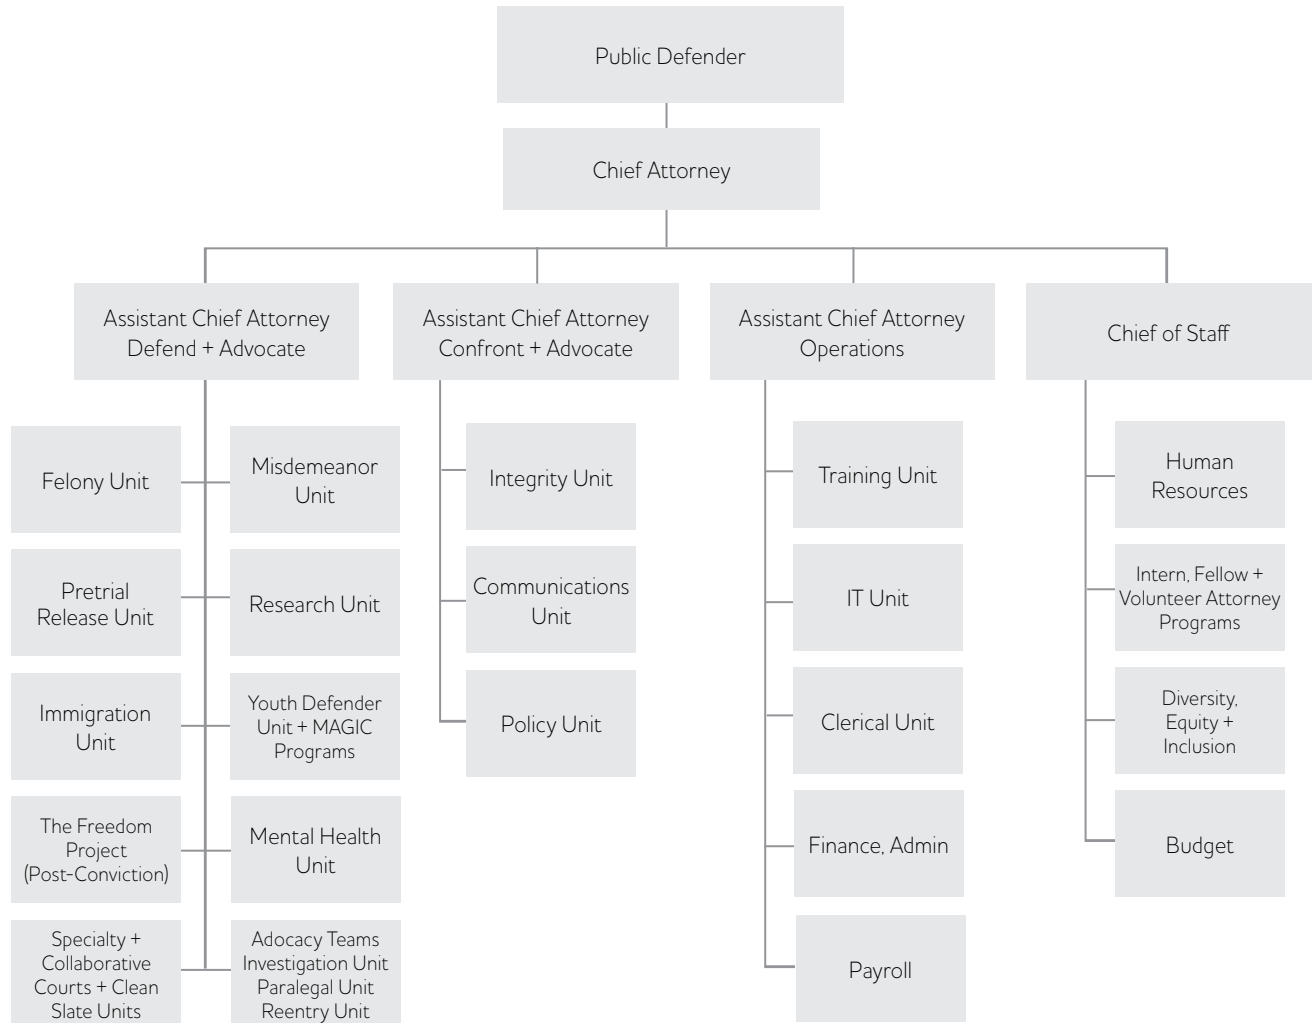 Public Defender
Chief Attorney
Assistant Chief Attorney
Defend + Advocate
Assistant Chief Attorney
Confront + Advocate
Assistant Chief Attorney
Operations
Chief of Staff
Felony Unit
Misdemeanor
Unit
Pretrial
Release Unit
Research Unit
Immigration
Unit
Youth Defender
Unit + MAGIC
Programs
The Freedom
Project
(Post-Conviction)
Mental Health
Unit
Specialty +
Collaborative
Courts + Clean
Slate Units
Adocacy Teams
Investigation Unit
Paralegal Unit
Reentry Unit
Integrity Unit
Communications
Unit
Policy Unit
Training Unit
IT Unit
Clerical Unit
Finance, Admin
Payroll
Human
Resources
Intern, Fellow +
Volunteer Attorney
Programs
Diversity,
Equity +
Inclusion
Budget